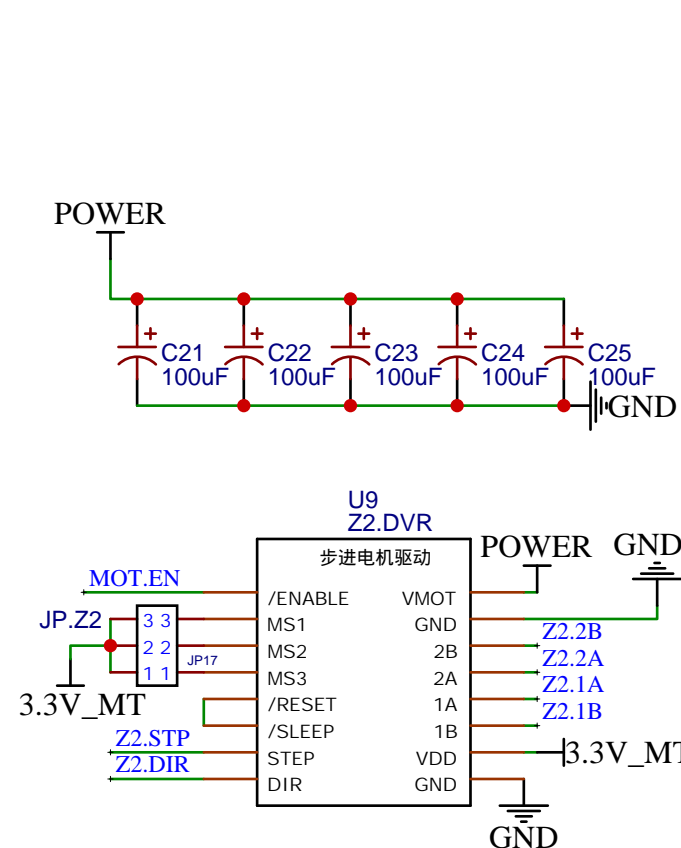 POWER
+ + + + +
C21 C22 C23 C24 C25
100uF 100uF 100uF 100uF 100uF
GND
U9
Z2.DVR
步进电机驱动
POWER
GND
MOT.EN
/ENABLE
VMOT
JP.Z2
3 3
MS1
GND
Z2.2B
2 2
JP17
MS2
2B
Z2.2A
1 1
MS3
2A
Z2.1A
3.3V_MT
/RESET
1A
Z2.1B
/SLEEP
1B
Z2.STP
STEP
VDD
3.3V_MT
Z2.DIR
DIR
GND
GND